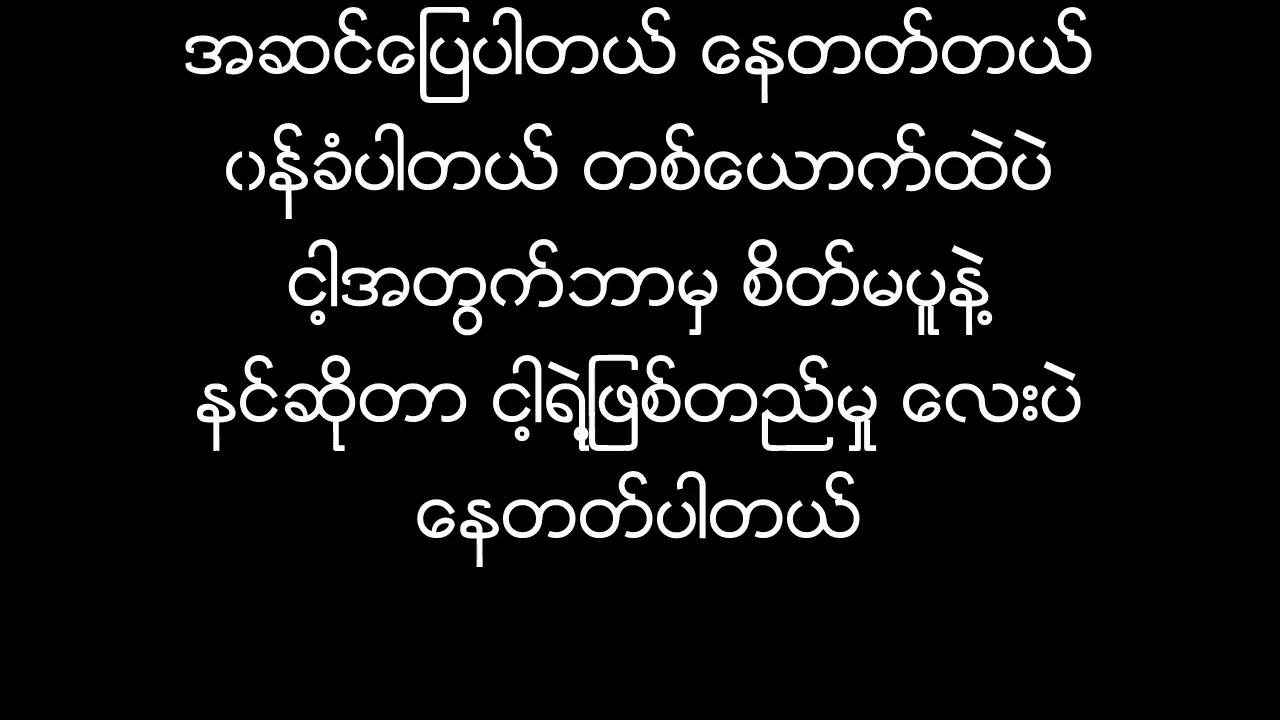 အဆင်ပြေပါတယ် နေတတ်တယ်
ဂန်ခံပါတယ် တစ်ယောက်ထဲပဲ
ငါ့အတွက်ဘာမှ စိတ်မပူနဲ့
နင်ဆိုတာ ငါ့ရဲ့ဖြစ်တည်မှု လေးပဲ
နေတတ်ပါတယ်